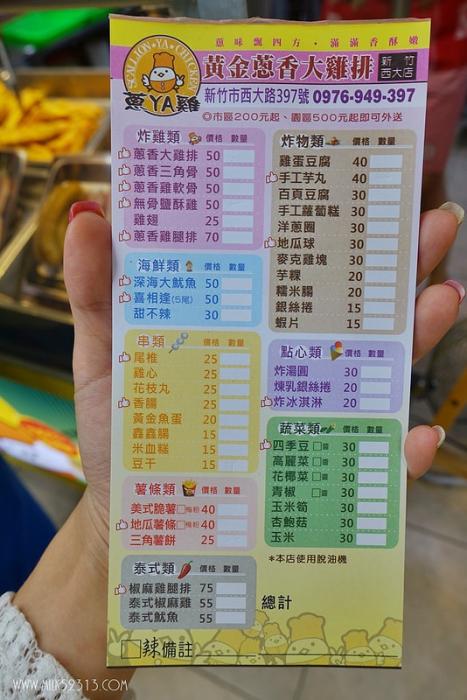 蔥味飄四方·滿滿香酥嫩
SCALLION·YA·CHICKEN
蔥YA雞
黃金蔥香大雞排 新竹西大店
新竹市西大路397號 0976-949-397
◎市區200元起、園區500元起即可外送
炸雞類 價格 數量
蔥香大雞排 50
蔥香三角骨 50
蔥香雞軟骨 50
無骨鹽酥雞 50
雞翅 25
蔥香雞腿排 70
海鮮類 價格 數量
深海大魷魚 50
喜相逢(5尾) 50
甜不辣 30
串類 價格 數量
尾椎 25
雞心 25
花枝丸 25
香腸 25
黃金魚蛋 20
鑫鑫腸 15
米血糕 15
豆干 15
薯條類 價格 數量
美式脆薯□梅粉 40
地瓜薯條□梅粉 40
三角薯餅 25
泰式類 價格 數量
椒麻雞腿排 75
泰式椒麻雞 55
泰式魷魚 55
□辣 備註
炸物類 價格 數量
雞蛋豆腐 40
手工芋丸 40
百頁豆腐 30
手工蘿蔔糕 30
洋蔥圈 30
地瓜球 30
麥克雞塊 30
芋粿 20
糯米腸 20
銀絲捲 15
蝦片 15
點心類 價格 數量
炸湯圓 30
煉乳銀絲捲 20
炸冰淇淋 20
蔬菜類 價格 數量
四季豆□醬 30
高麗菜□醬 30
花椰菜□醬 30
青椒 □醬 30
玉米筍 30
杏鮑菇 30
玉米 30
*本店使用脫油機
總計
WWW.MILK52313.COM